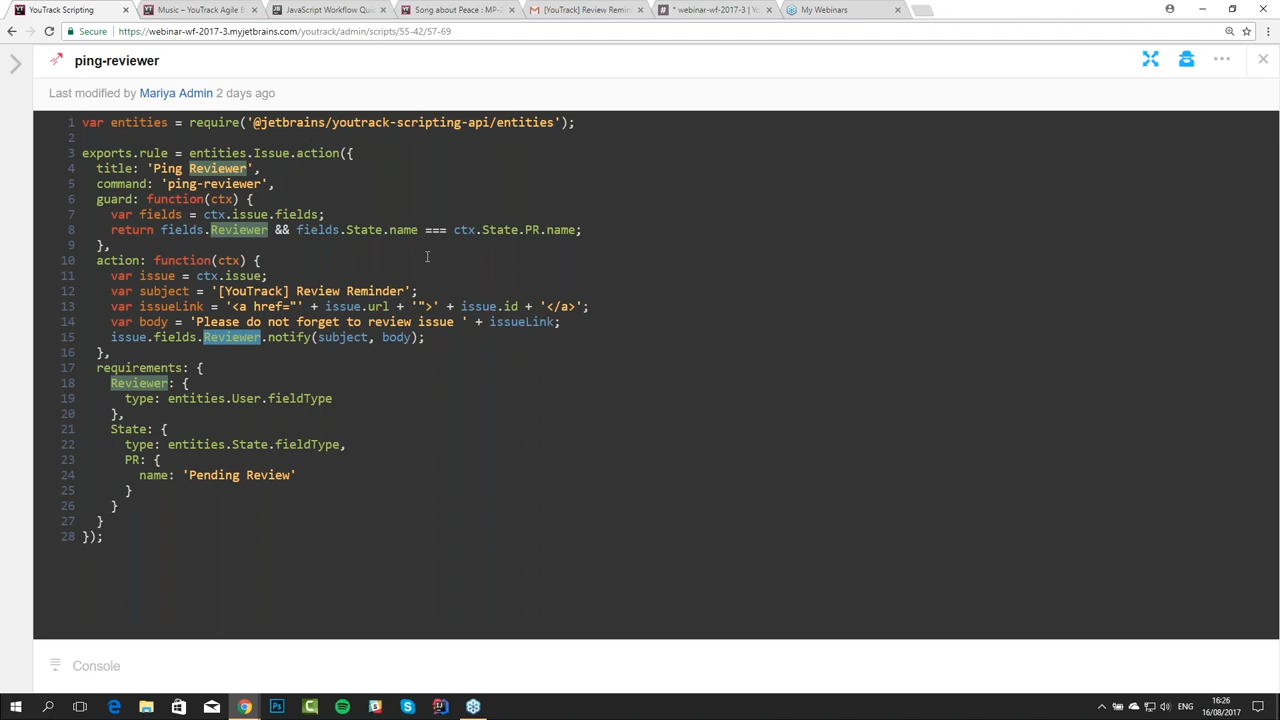 YouTrack Scripting
Music – YouTrack Agile B
JavaScript Workflow Quic
Song about Peace : MP-
[YouTrack] Review Remin
* webinar-wf-2017-3 | Yo
My Webinars
Secure
https://webinar-wf-2017-3.myjetbrains.com/youtrack/admin/scripts/55-42/57-69
ping-reviewer
Last modified by Mariya Admin 2 days ago
1 var entities = require('@jetbrains/youtrack-scripting-api/entities');
2
3 exports.rule = entities.Issue.action({
4 title: 'Ping Reviewer',
5 command: 'ping-reviewer',
6 guard: function(ctx) {
7 var fields = ctx.issue.fields;
8 return fields.Reviewer && fields.State.name === ctx.State.PR.name;
9 },
10 action: function(ctx) {
11 var issue = ctx.issue;
12 var subject = '[YouTrack] Review Reminder';
13 var issueLink = '<a href="' + issue.url + '">' + issue.id + '</a>';
14 var body = 'Please do not forget to review issue ' + issueLink;
15 issue.fields.Reviewer.notify(subject, body);
16 },
17 requirements: {
18 Reviewer: {
19 type: entities.User.fieldType
20 },
21 State: {
22 type: entities.State.fieldType,
23 PR: {
24 name: 'Pending Review'
25 }
26 }
27 }
28 });
Console
ENG
16:26
16/08/2017